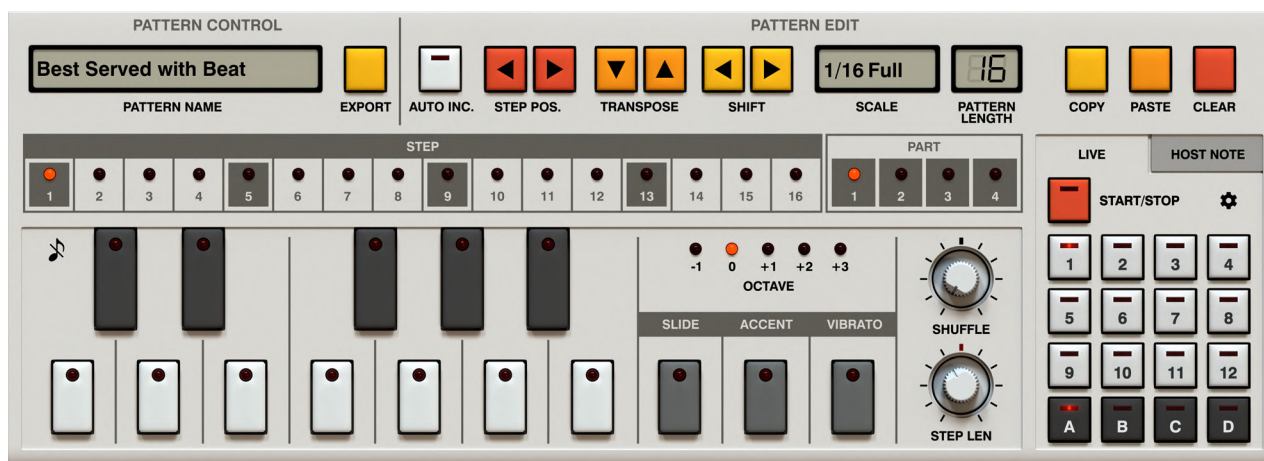 PATTERN CONTROL
PATTERN EDIT
Best Served with Beat
1/16 Full
16
PATTERN NAME
EXPORT
AUTO INC.
STEP POS.
TRANSPOSE
SHIFT
SCALE
PATTERN
LENGTH
COPY
PASTE
CLEAR
STEP
1 2 3 4 5 6 7 8 9 10 11 12 13 14 15 16
PART
1 2 3 4
LIVE
HOST NOTE
START/STOP
-1 0 +1 +2 +3
OCTAVE
SLIDE
ACCENT
VIBRATO
SHUFFLE
STEP LEN
1 2 3 4
5 6 7 8
9 10 11 12
A B C D